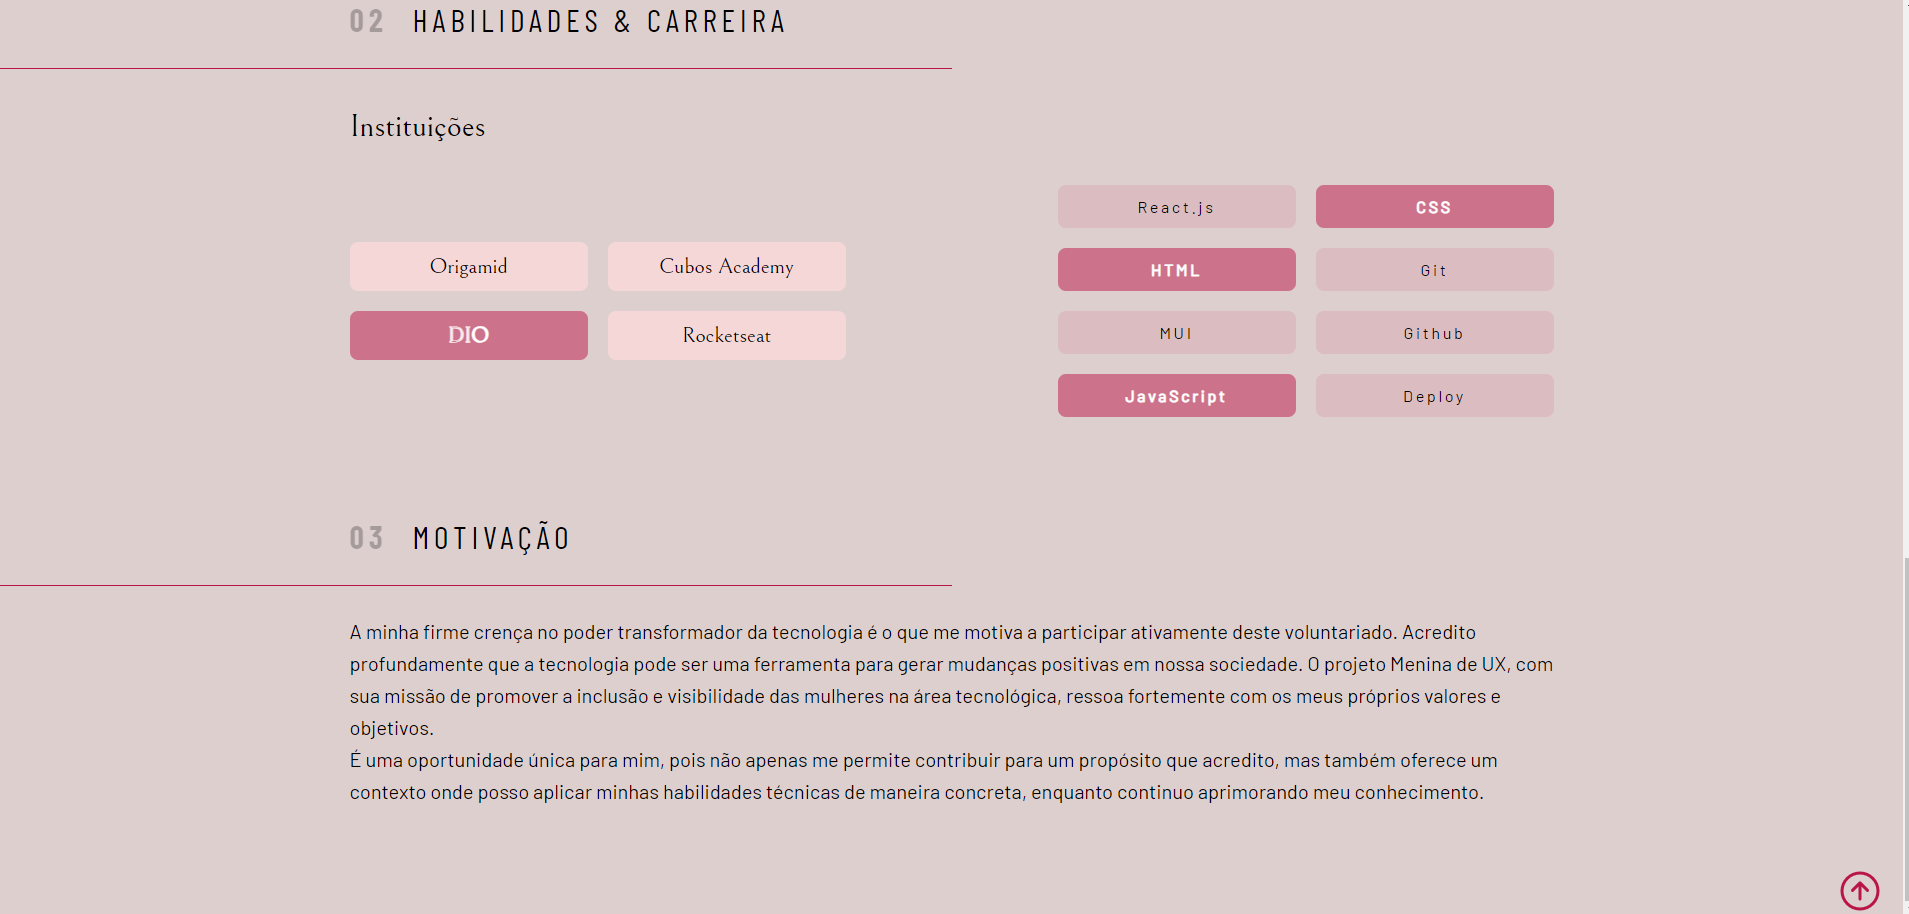 02 HABILIDADES & CARREIRA
Instituições
Origamid
Cubos Academy
DIO
Rocketseat
React.js
CSS
HTML
Git
MUI
Github
JavaScript
Deploy
03 MOTIVAÇÃO
A minha firme crença no poder transformador da tecnologia é o que me motiva a participar ativamente deste voluntariado. Acredito
profundamente que a tecnologia pode ser uma ferramenta para gerar mudanças positivas em nossa sociedade. O projeto Menina de UX, com
sua missão de promover a inclusão e visibilidade das mulheres na área tecnológica, ressoa fortemente com os meus próprios valores e
objetivos.
É uma oportunidade única para mim, pois não apenas me permite contribuir para um propósito que acredito, mas também oferece um
contexto onde posso aplicar minhas habilidades técnicas de maneira concreta, enquanto continuo aprimorando meu conhecimento.